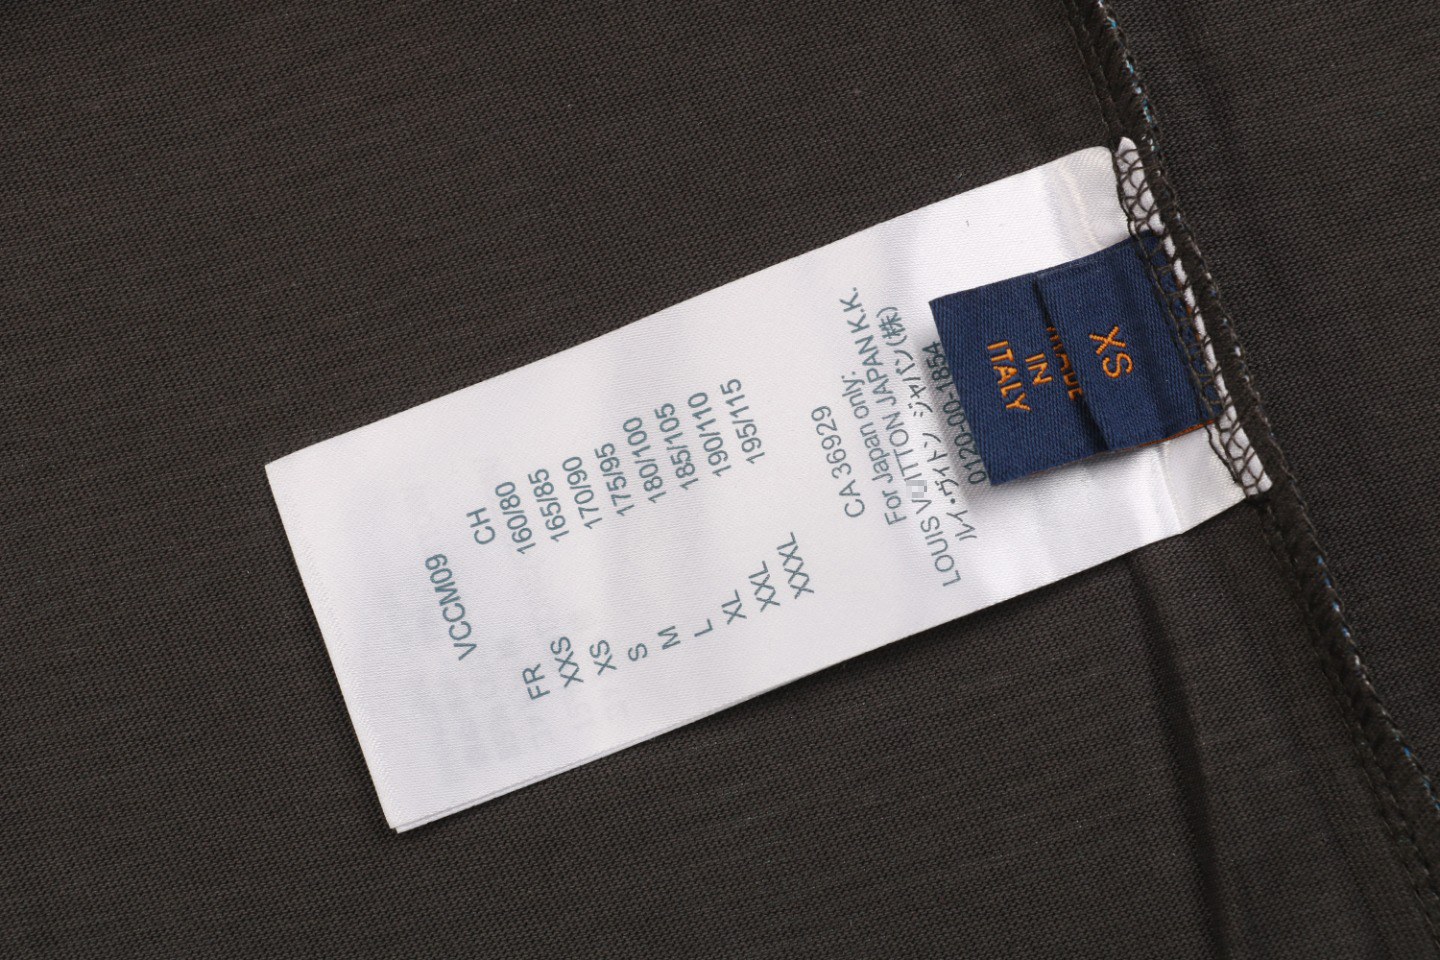 VCCM09
FR CH
XXS 160/80
XS 165/85
S 170/90
M 175/95
L 180/100
XL 185/105
XXL 190/110
XXXL 195/115
CA 36929
For Japan only:
LOUIS VUITTON JAPAN K.K.
ルイ・ヴィトン ジャパン(株)
0120-00-1854
XS
IN
ITALY